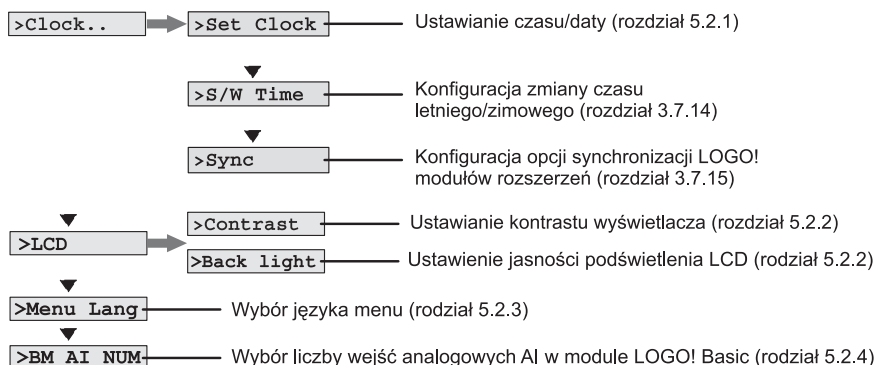 >Clock.. >Set Clock Ustawianie czasu/daty (rozdział 5.2.1)
>S/W Time Konfiguracja zmiany czasu
letniego/zimowego (rozdział 3.7.14)
>Sync Konfiguracja opcji synchronizacji LOGO!
modułów rozszerzeń (rozdział 3.7.15)
>Contrast Ustawianie kontrastu wyświetlacza (rozdział 5.2.2)
>LCD
>Back light Ustawienie jasności podświetlenia LCD (rodział 5.2.2)
>Menu Lang Wybór języka menu (rodział 5.2.3)
>BM AI NUM Wybór liczby wejść analogowych AI w module LOGO! Basic (rodział 5.2.4)